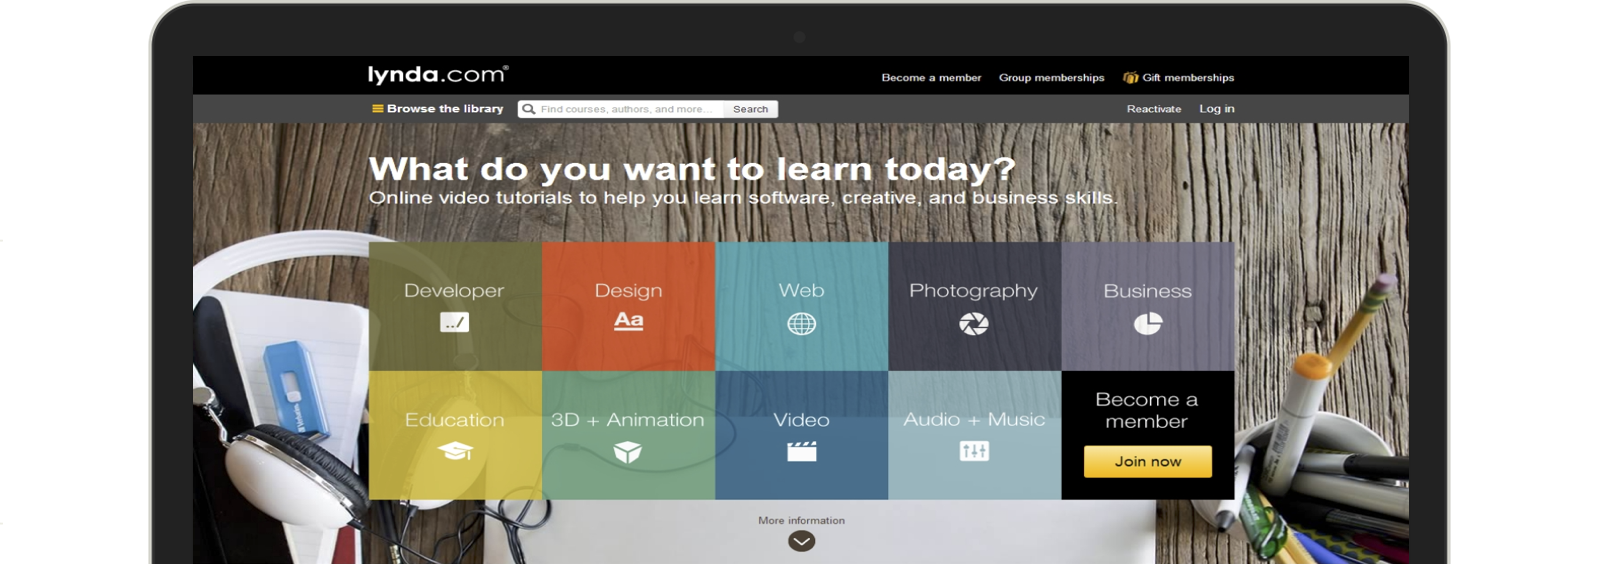 lynda.com®
Become a member Group memberships Gift memberships
Browse the library Find courses, authors, and more... Search Reactivate Log in
What do you want to learn today?
Online video tutorials to help you learn software, creative, and business skills.
Developer Design Web Photography Business
../ Aa
Education 3D + Animation Video Audio + Music
Become a
member
Join now
More information